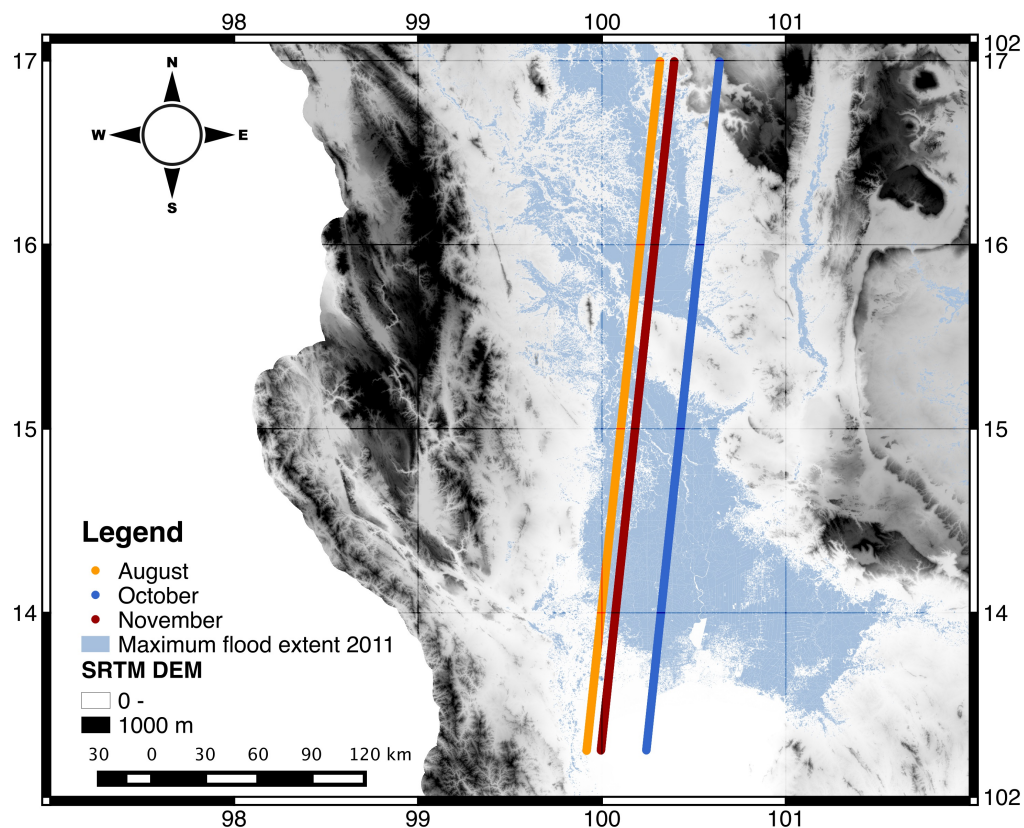 98 99 100 101
17 102
17
N
W E
S
16 16
15 15
Legend
August
October
14 November 14
Maximum flood extent 2011
SRTM DEM
0 -
1000 m
30 0 30 60 90 120 km
102
98 99 100 101